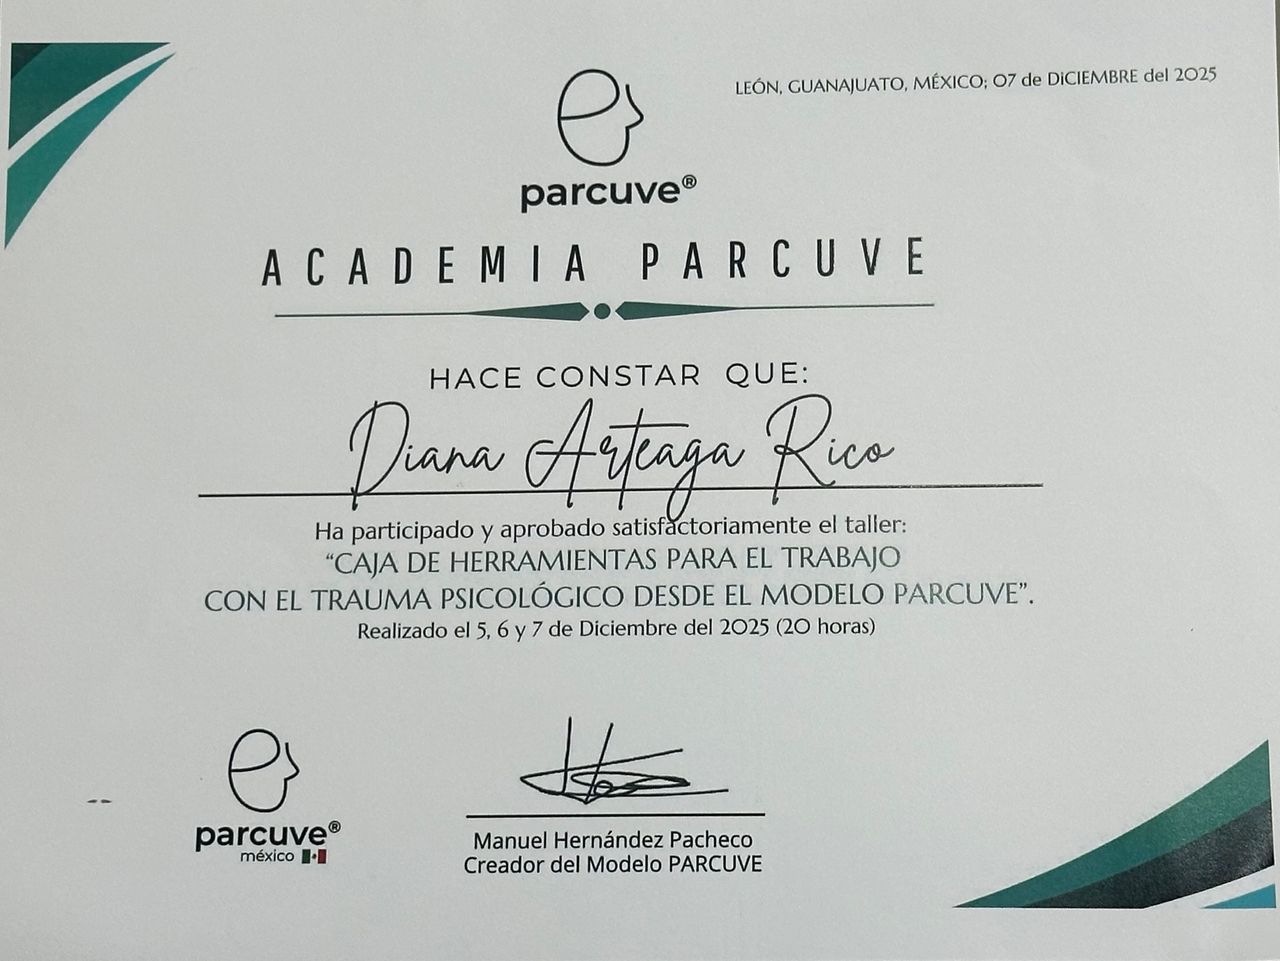 LEÓN, GUANAJUATO, MÉXICO; 07 de DICIEMBRE del 2025
parcuve®
ACADEMIA PARCUVE
HACE CONSTAR QUE:
Diana Arteaga Rico
Ha participado y aprobado satisfactoriamente el taller:
“CAJA DE HERRAMIENTAS PARA EL TRABAJO
CON EL TRAUMA PSICOLÓGICO DESDE EL MODELO PARCUVE”.
Realizado el 5, 6 y 7 de Diciembre del 2025 (20 horas)
parcuve®
méxico
Manuel Hernández Pacheco
Creador del Modelo PARCUVE